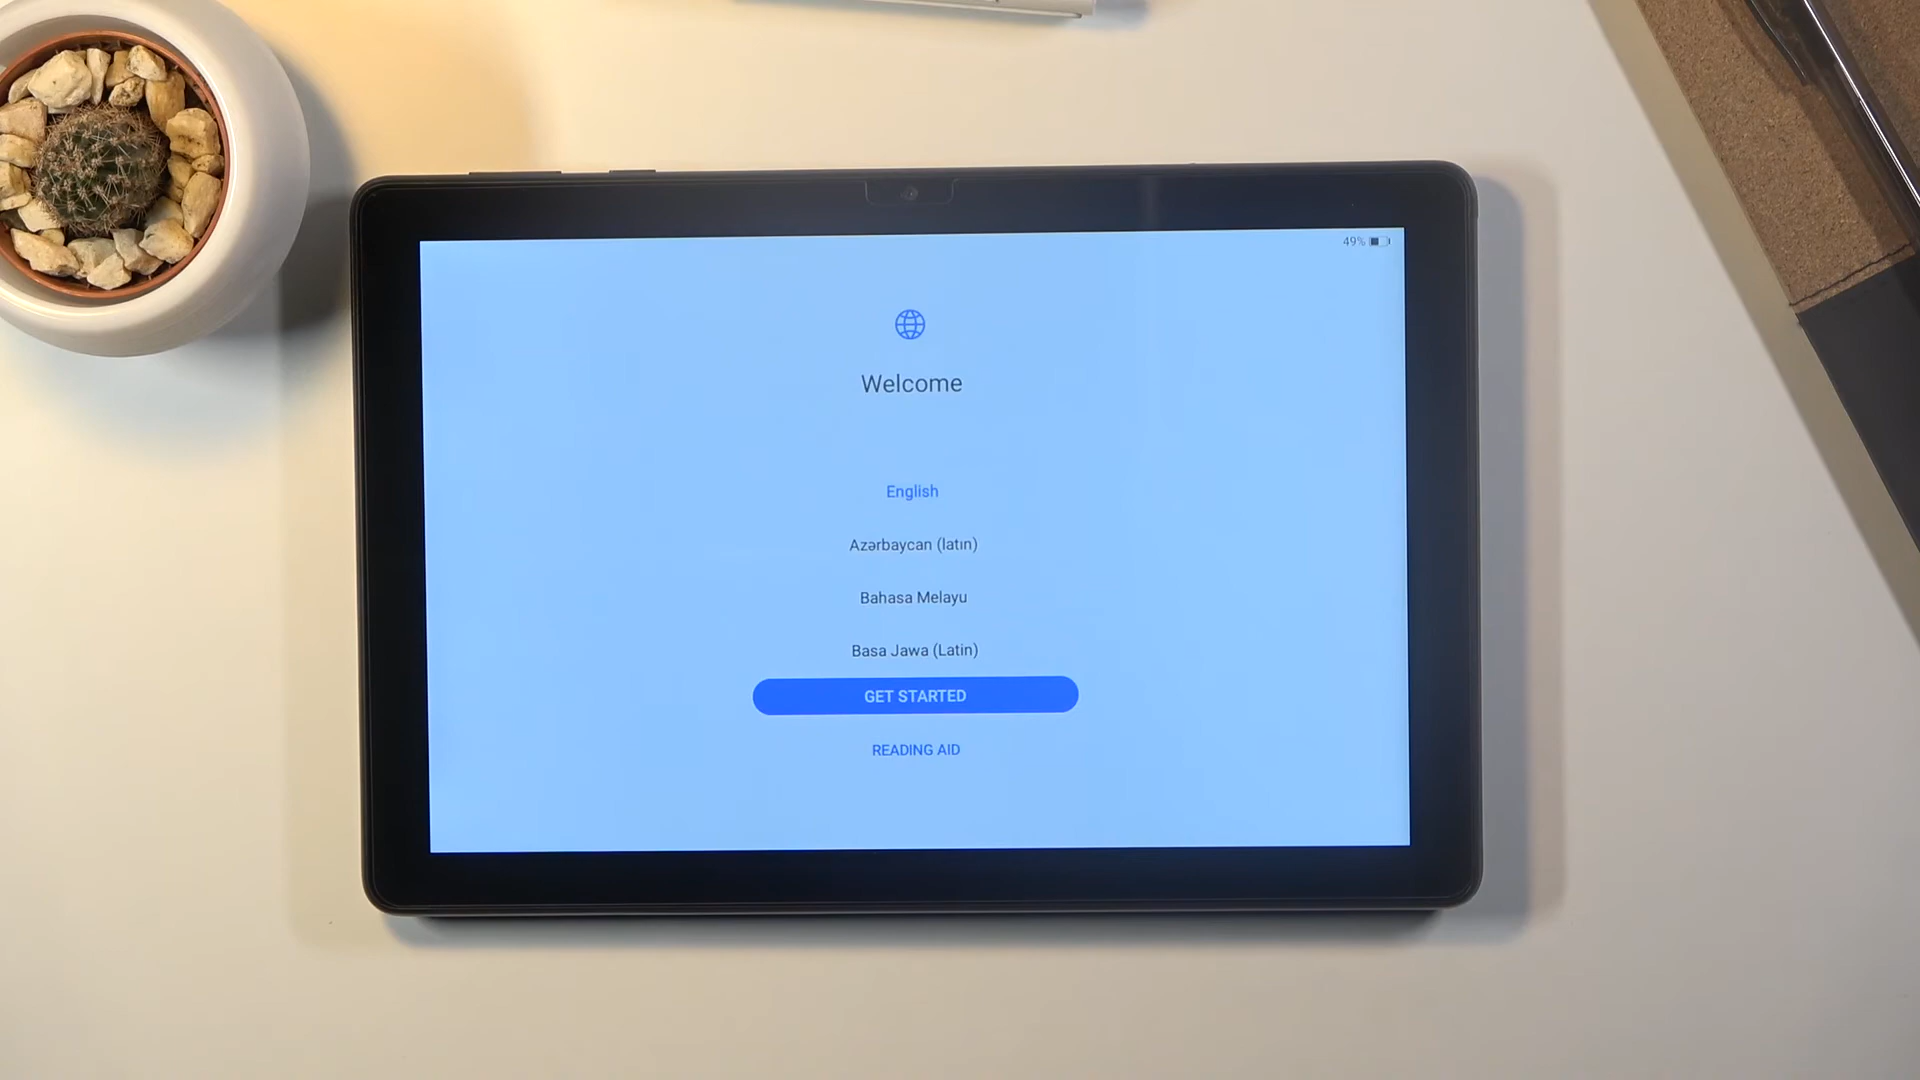 49%
Welcome
English
Azərbaycan (latın)
Bahasa Melayu
Basa Jawa (Latin)
GET STARTED
READING AID